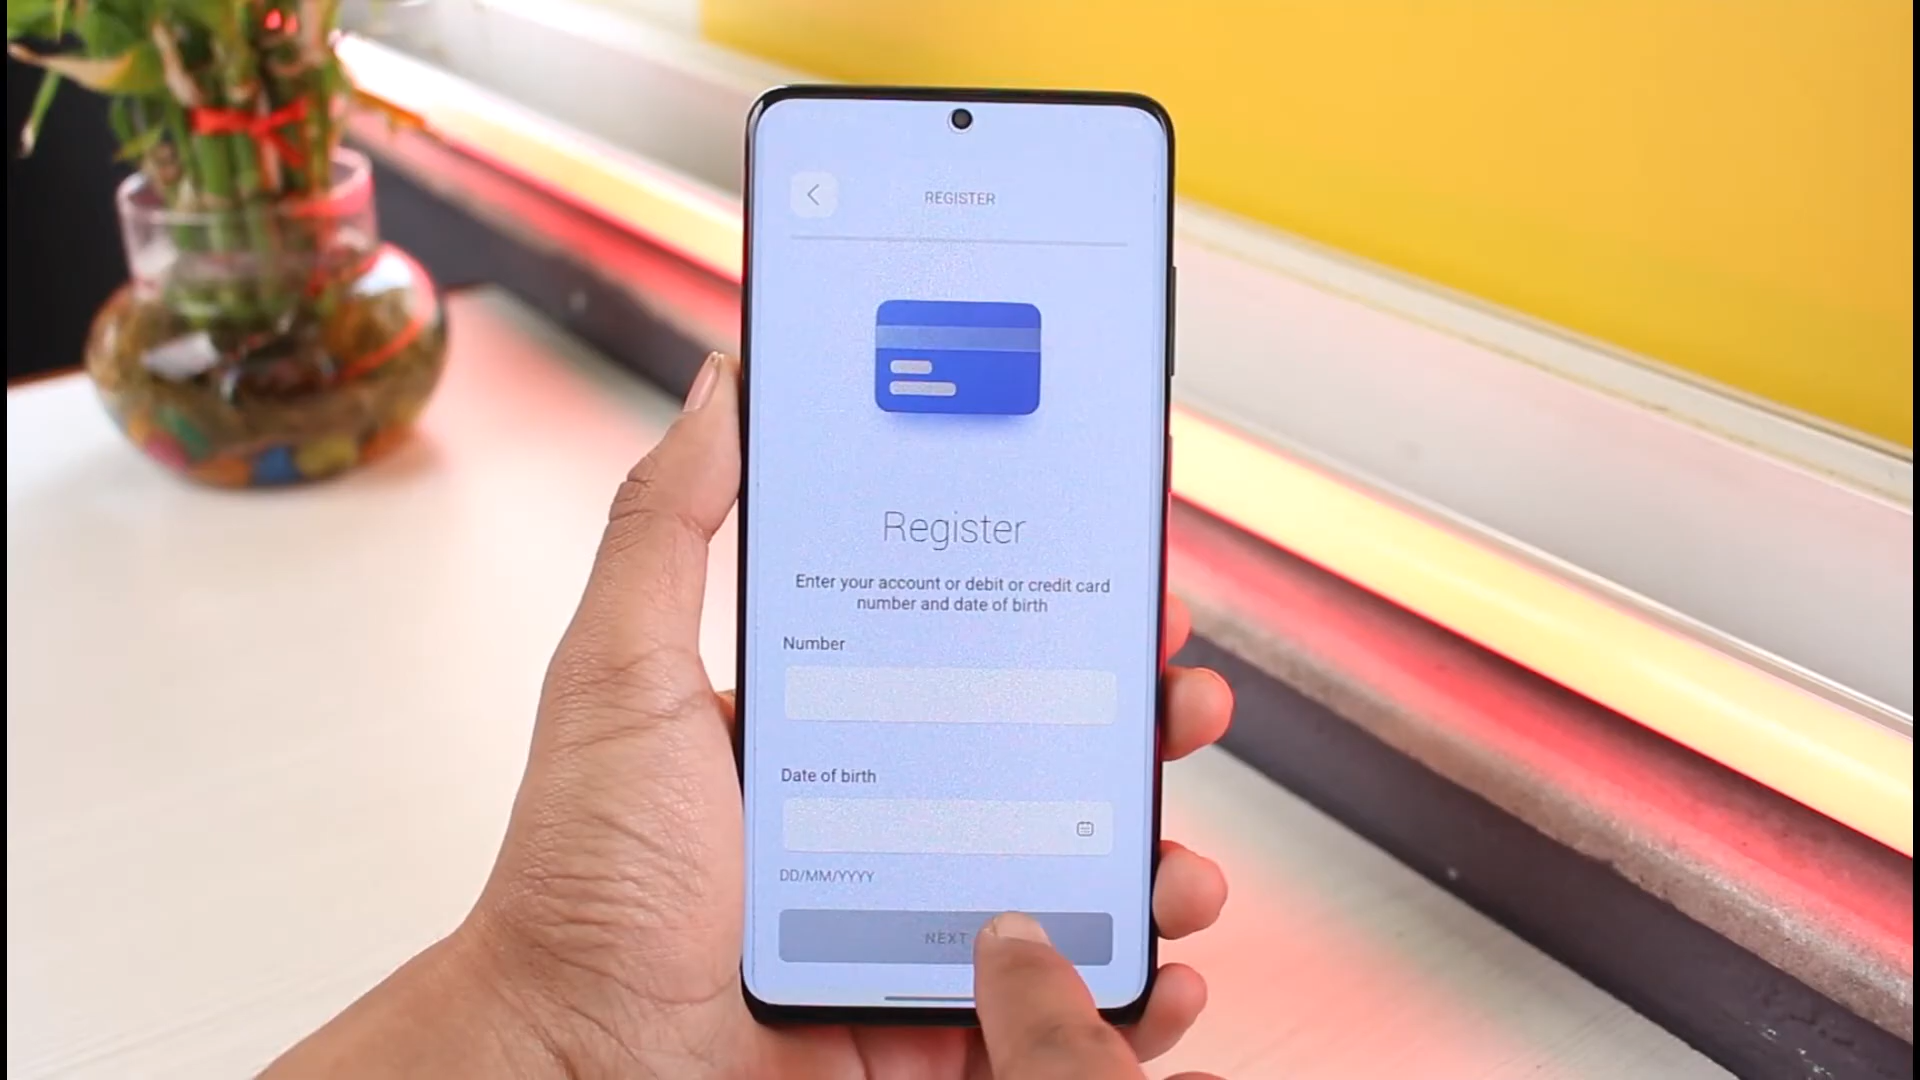 REGISTER
Register
Enter your account or debit or credit card
number and date of birth
Number
Date of birth
DD/MM/YYYY
NEXT